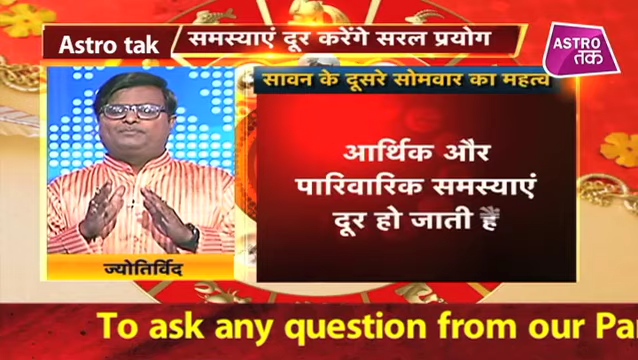 Astro tak
समस्याएं दूर करेंगे सरल प्रयोग
ASTRO
तक
सावन के दूसरे सोमवार का महत्व
आर्थिक और
पारिवारिक समस्याएं
दूर हो जाती हैं
ज्योतिर्विद
To ask any question from our